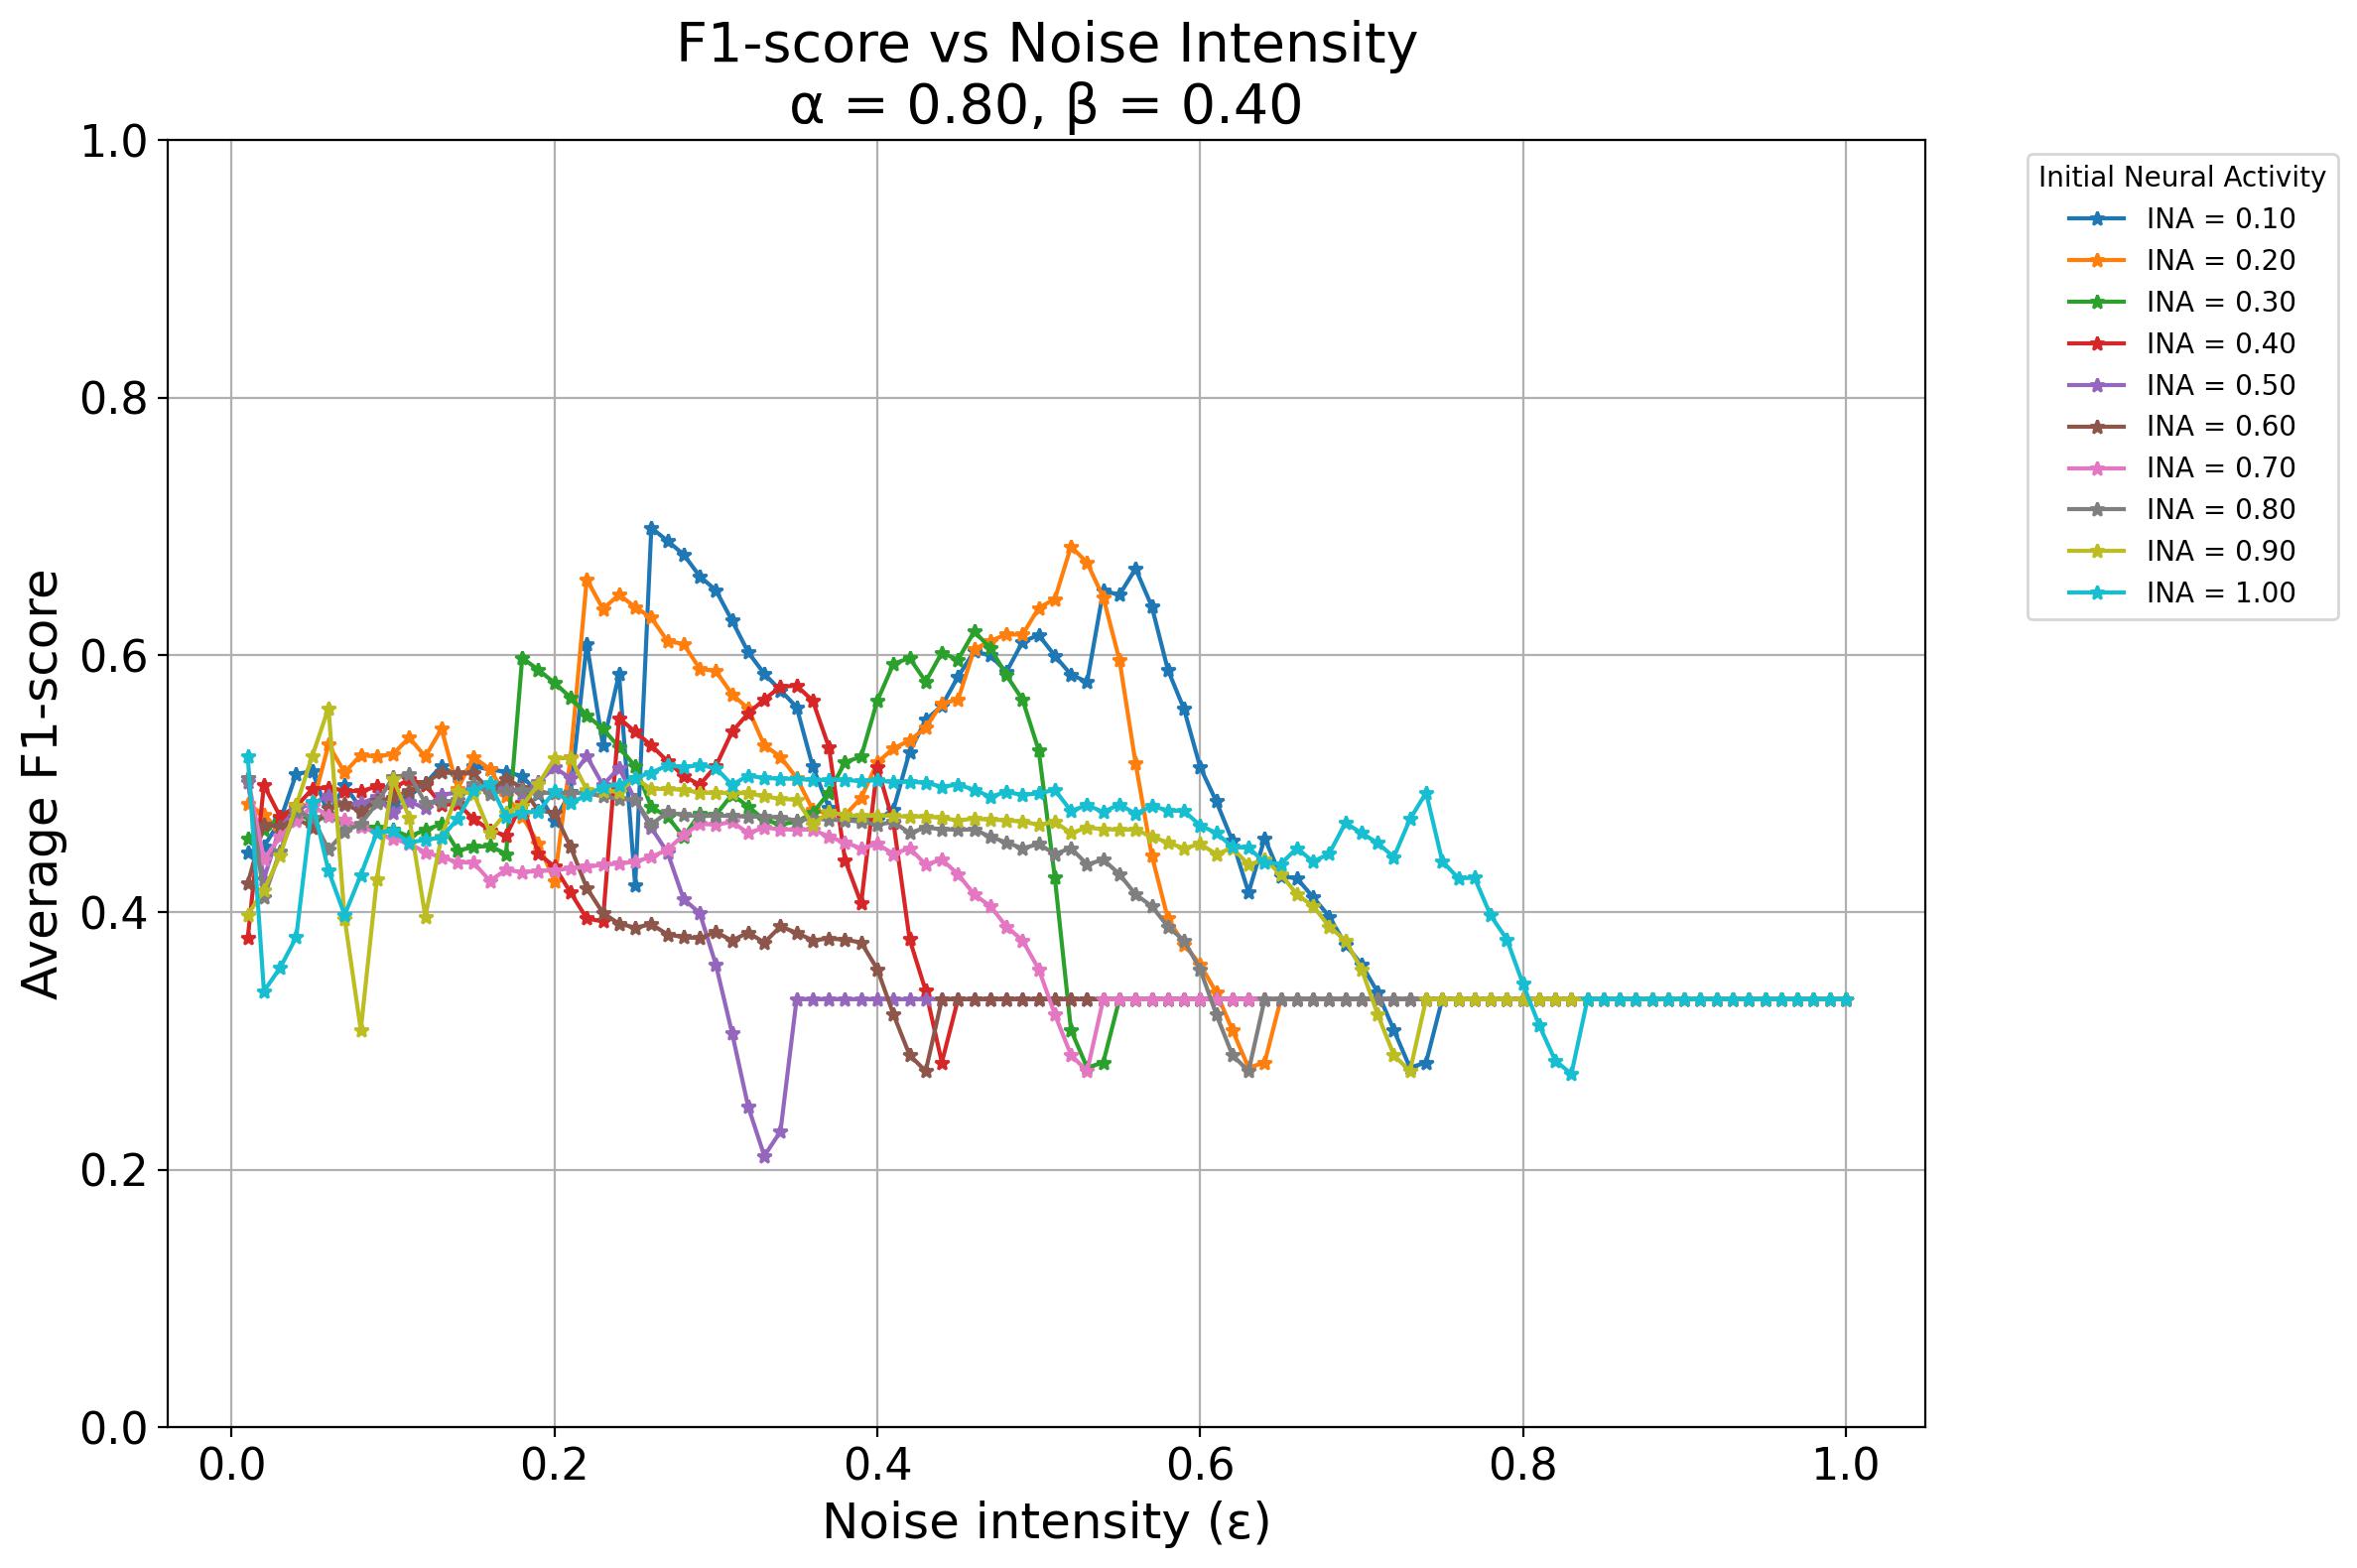 F1-score vs Noise Intensity
α = 0.80, β = 0.40
Average F1-score
1.0
0.8
0.6
0.4
0.2
0.0
0.0 0.2 0.4 0.6 0.8 1.0
Noise intensity (ε)
Initial Neural Activity
INA = 0.10
INA = 0.20
INA = 0.30
INA = 0.40
INA = 0.50
INA = 0.60
INA = 0.70
INA = 0.80
INA = 0.90
INA = 1.00